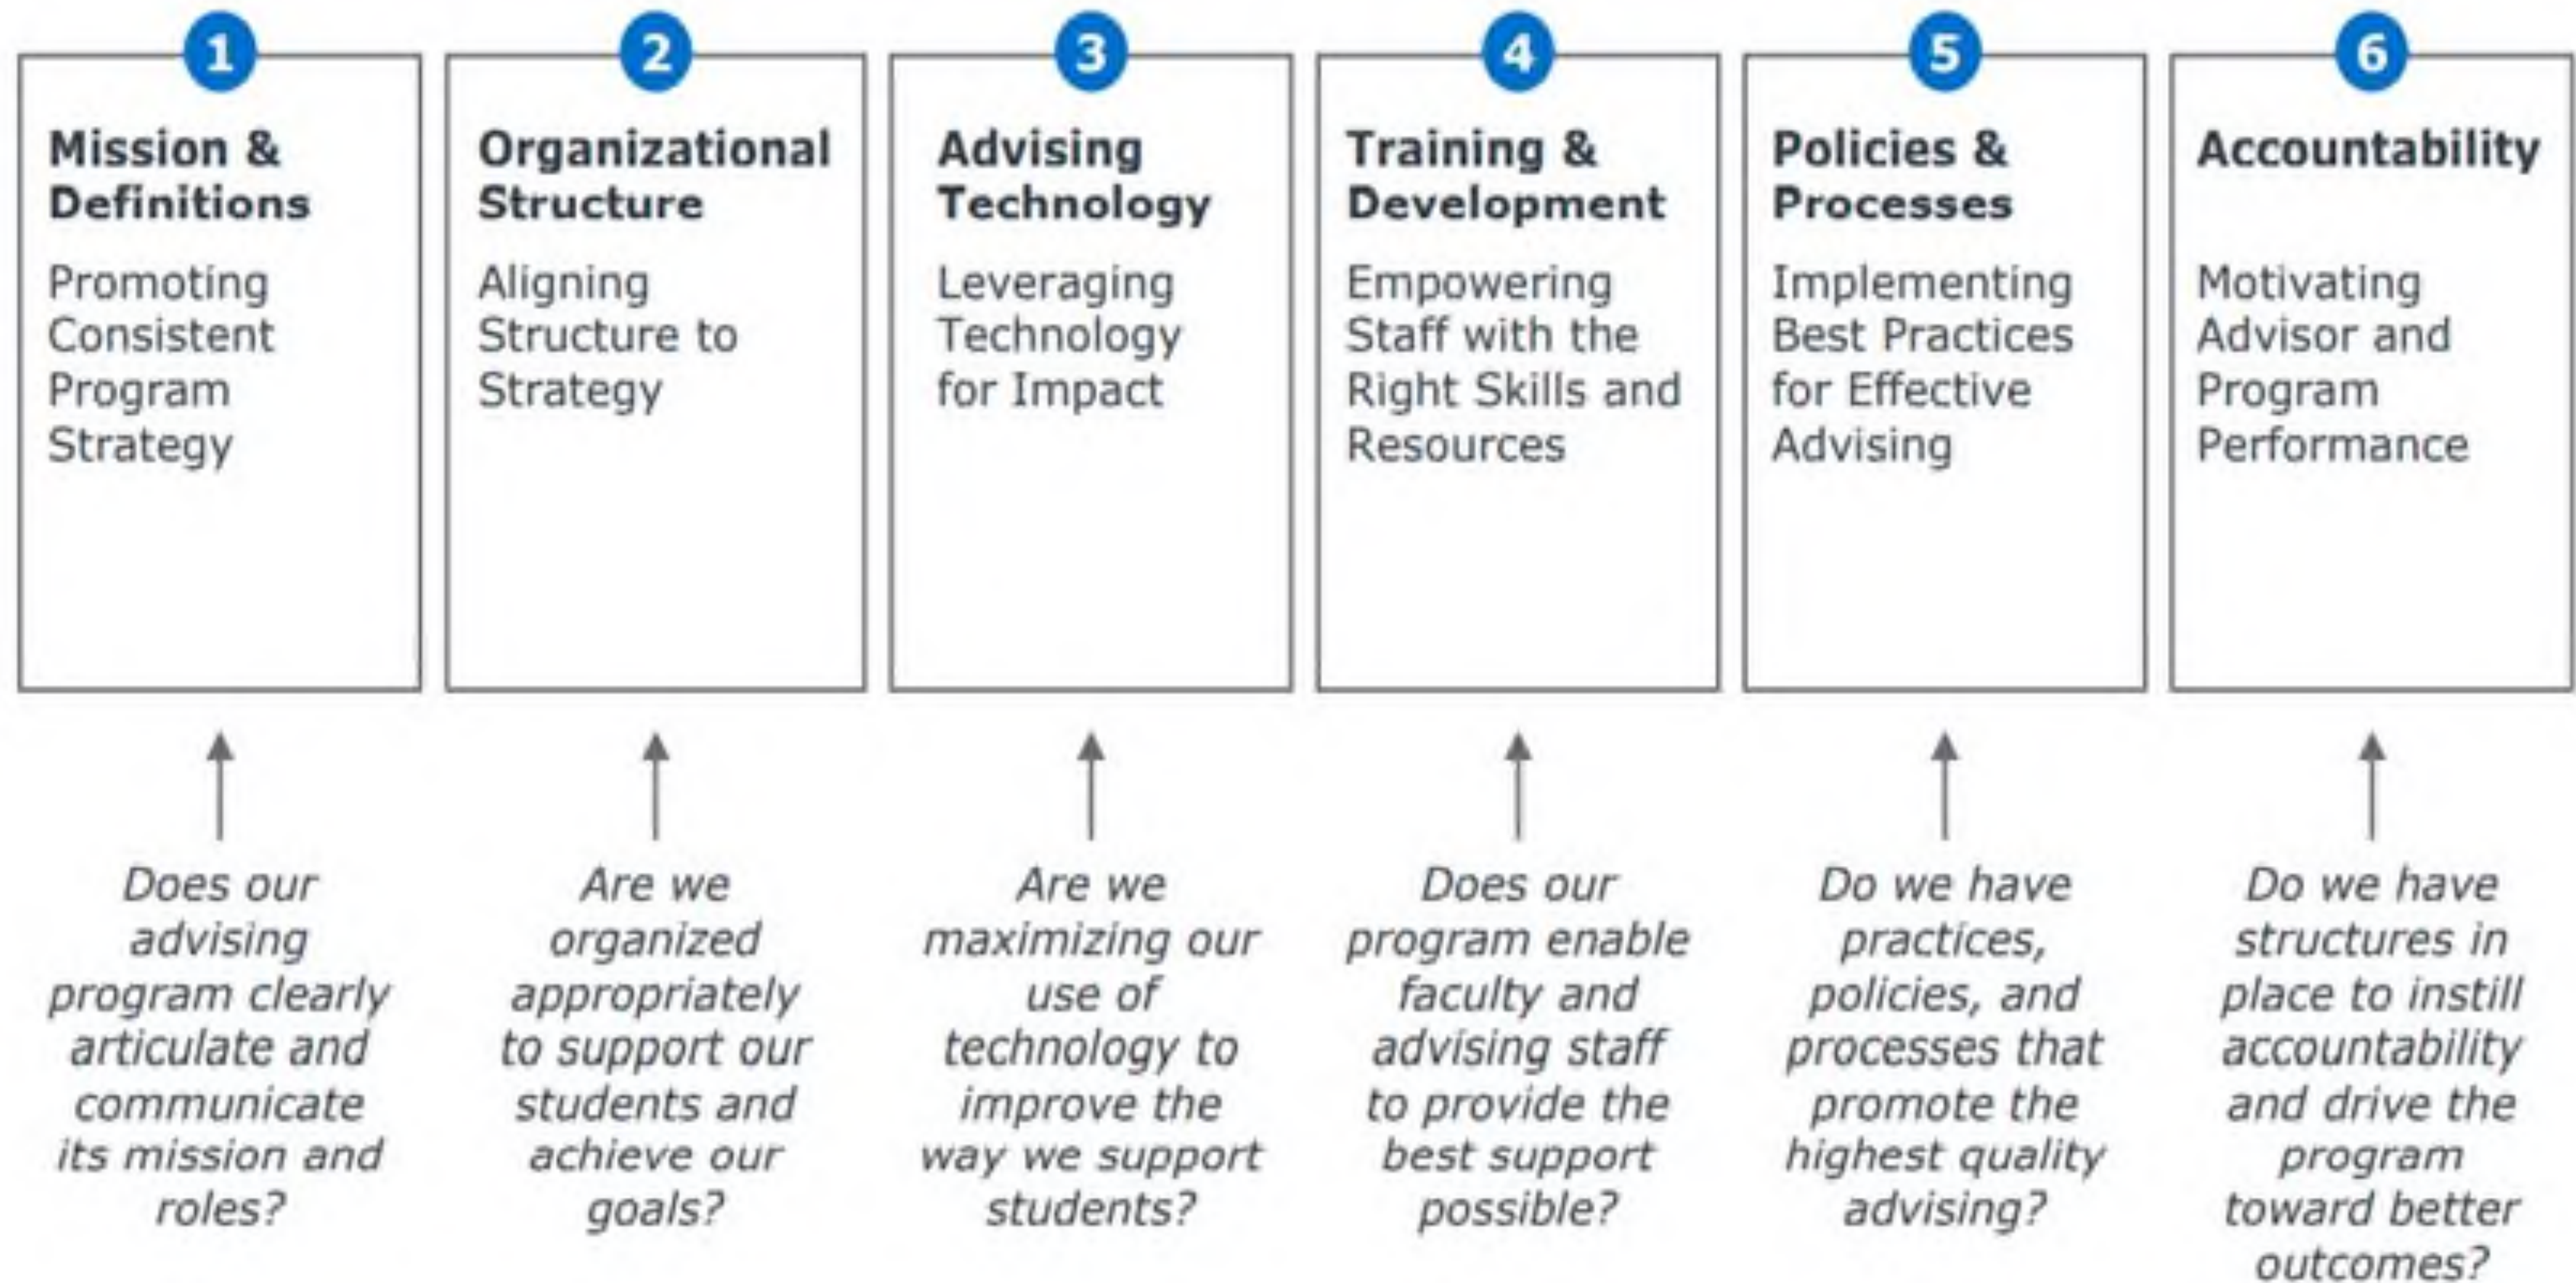 1
Mission &
Definitions
Promoting
Consistent
Program
Strategy
2
Organizational
Structure
Aligning
Structure to
Strategy
3
Advising
Technology
Leveraging
Technology
for Impact
4
Training &
Development
Empowering
Staff with the
Right Skills and
Resources
5
Policies &
Processes
Implementing
Best Practices
for Effective
Advising
6
Accountability
Motivating
Advisor and
Program
Performance
Does our
advising
program clearly
articulate and
communicate
its mission and
roles?
Are we
organized
appropriately
to support our
students and
achieve our
goals?
Are we
maximizing our
use of
technology to
improve the
way we support
students?
Does our
program enable
faculty and
advising staff
to provide the
best support
possible?
Do we have
practices,
policies, and
processes that
promote the
highest quality
advising?
Do we have
structures in
place to instill
accountability
and drive the
program
toward better
outcomes?